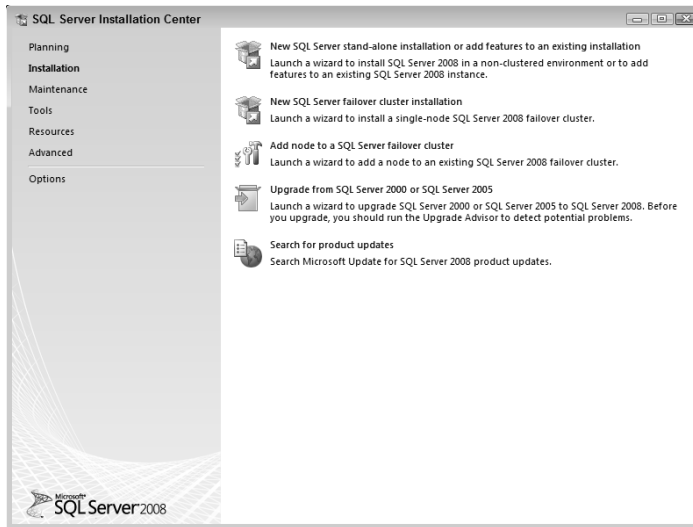 SQL Server Installation Center
Planning
Installation
Maintenance
Tools
Resources
Advanced
Options
New SQL Server stand-alone installation or add features to an existing installation
Launch a wizard to install SQL Server 2008 in a non-clustered environment or to add
features to an existing SQL Server 2008 instance.
New SQL Server failover cluster installation
Launch a wizard to install a single-node SQL Server 2008 failover cluster.
Add node to a SQL Server failover cluster
Launch a wizard to add a node to an existing SQL Server 2008 failover cluster.
Upgrade from SQL Server 2000 or SQL Server 2005
Launch a wizard to upgrade SQL Server 2000 or SQL Server 2005 to SQL Server 2008. Before
you upgrade, you should run the Upgrade Advisor to detect potential problems.
Search for product updates
Search Microsoft Update for SQL Server 2008 product updates.
Microsoft
SQL Server 2008